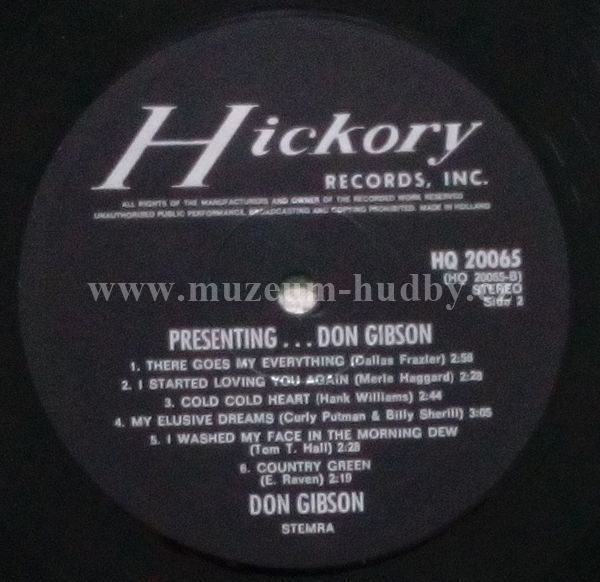 Hickory
RECORDS, INC.
ALL RIGHTS OF THE MANUFACTURERS AND OWNER OF THE RECORDED WORK RESERVED
UNAUTHORISED PUBLIC PERFORMANCE, BROADCASTING AND COPYING PROHIBITED. MADE IN HOLLAND
HQ 20065
(HQ 20065-B)
STEREO
Side 2
www.muzeum-hudby.
PRESENTING... DON GIBSON
1. THERE GOES MY EVERYTHING (Dallas Frazier) 2:56
2. I STARTED LOVING YOU AGAIN (Merle Haggard) 2:28
3. COLD COLD HEART (Hank Williams) 2:44
4. MY ELUSIVE DREAMS (Curly Putman & Billy Sherill) 3:05
5. I WASHED MY FACE IN THE MORNING DEW
(Tom T. Hall) 2:28
6. COUNTRY GREEN
(E. Raven) 2:19
DON GIBSON
STEMRA